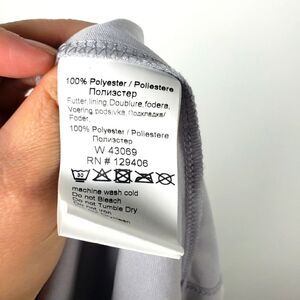 100% Polyester / Poliestere
Полиэстер
Futter, lining, Doublure, fodera,
Voering podsivka, Подкладка/
Foder,
100% Polyester / Poliestere
Полиэстер
W 43069
RN # 129406
30
machine wash cold
Do not Bleach
Do not Tumble Dry